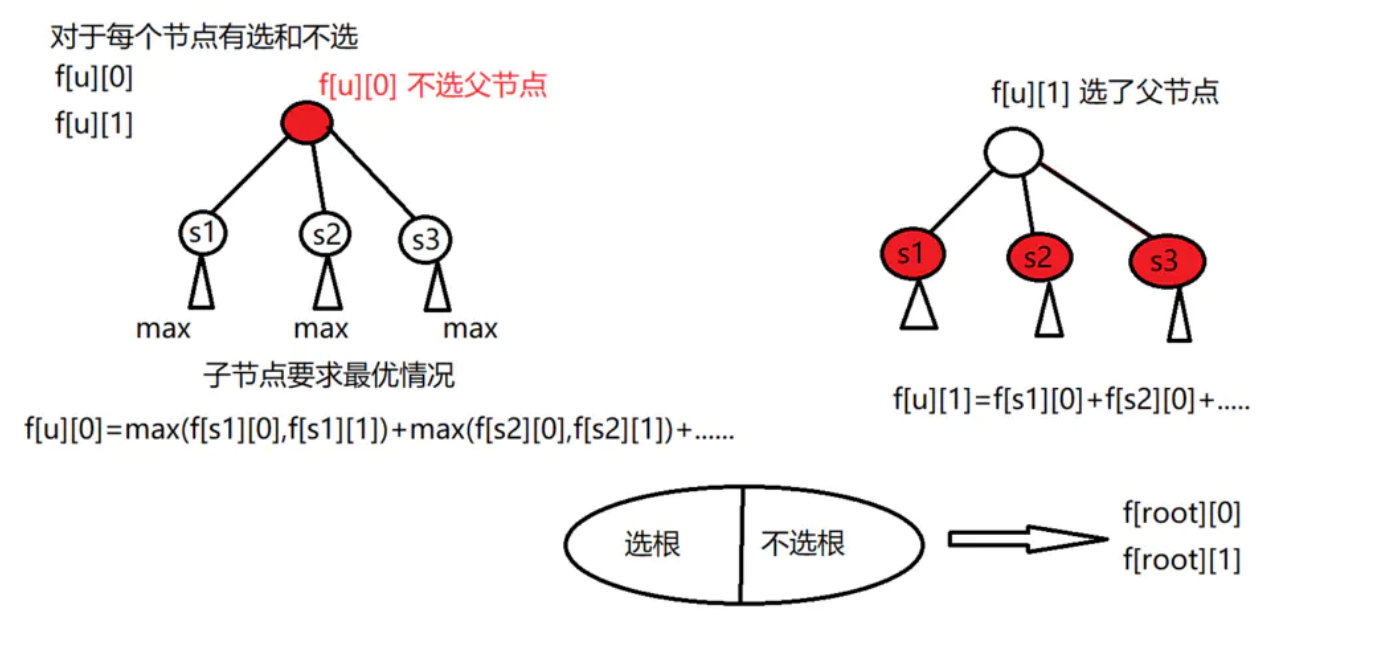 对于每个节点有选和不选
f[u][0]
f[u][1]
f[u][0] 不选父节点
s1
s2
s3
max
max
max
子节点要求最优情况
f[u][0]=max(f[s1][0],f[s1][1])+max(f[s2][0],f[s2][1])+......
f[u][1] 选了父节点
s1
s2
s3
f[u][1]=f[s1][0]+f[s2][0]+.....
选根
不选根
f[root][0]
f[root][1]